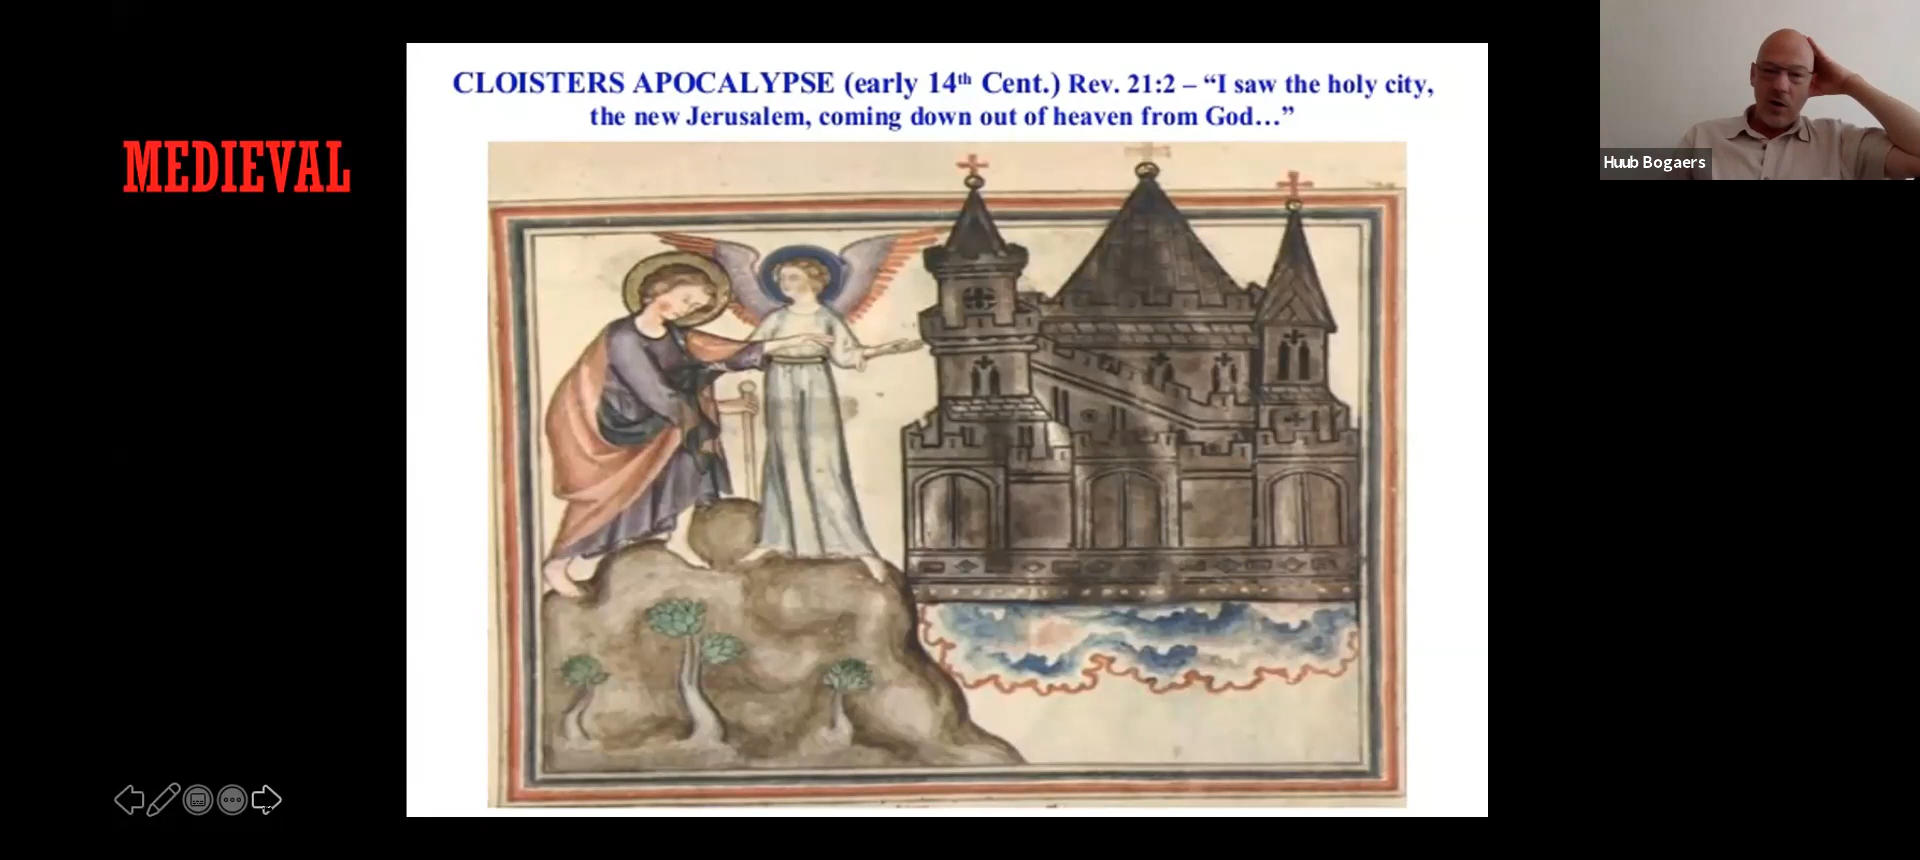 MEDIEVAL
CLOISTERS APOCALYPSE (early 14th Cent.) Rev. 21:2 – “I saw the holy city,
the new Jerusalem, coming down out of heaven from God…”
Huub Bogaers